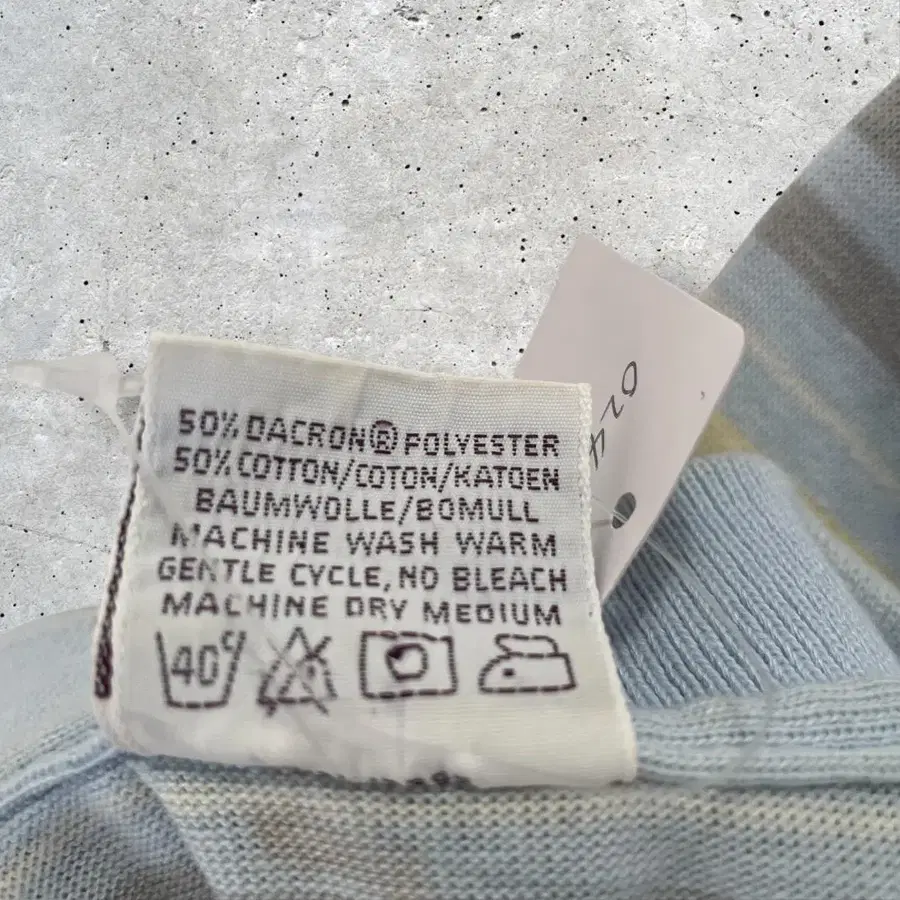 50% DACRON® POLYESTER
50% COTTON/COTON/KATOEN
BAUMWOLLE/BOMULL
MACHINE WASH WARM
GENTLE CYCLE, NO BLEACH
MACHINE DRY MEDIUM
40°
024